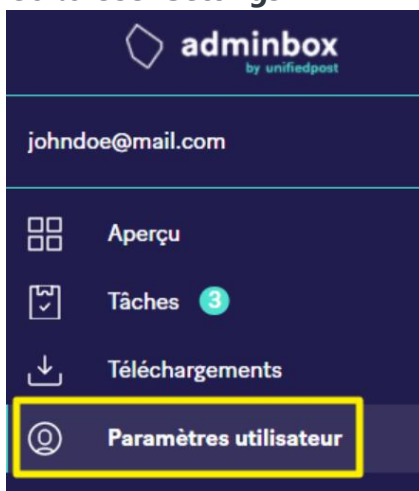 adminbox
by unifiedpost
johndoe@mail.com
Aperçu
Tâches 3
Téléchargements
Paramètres utilisateur